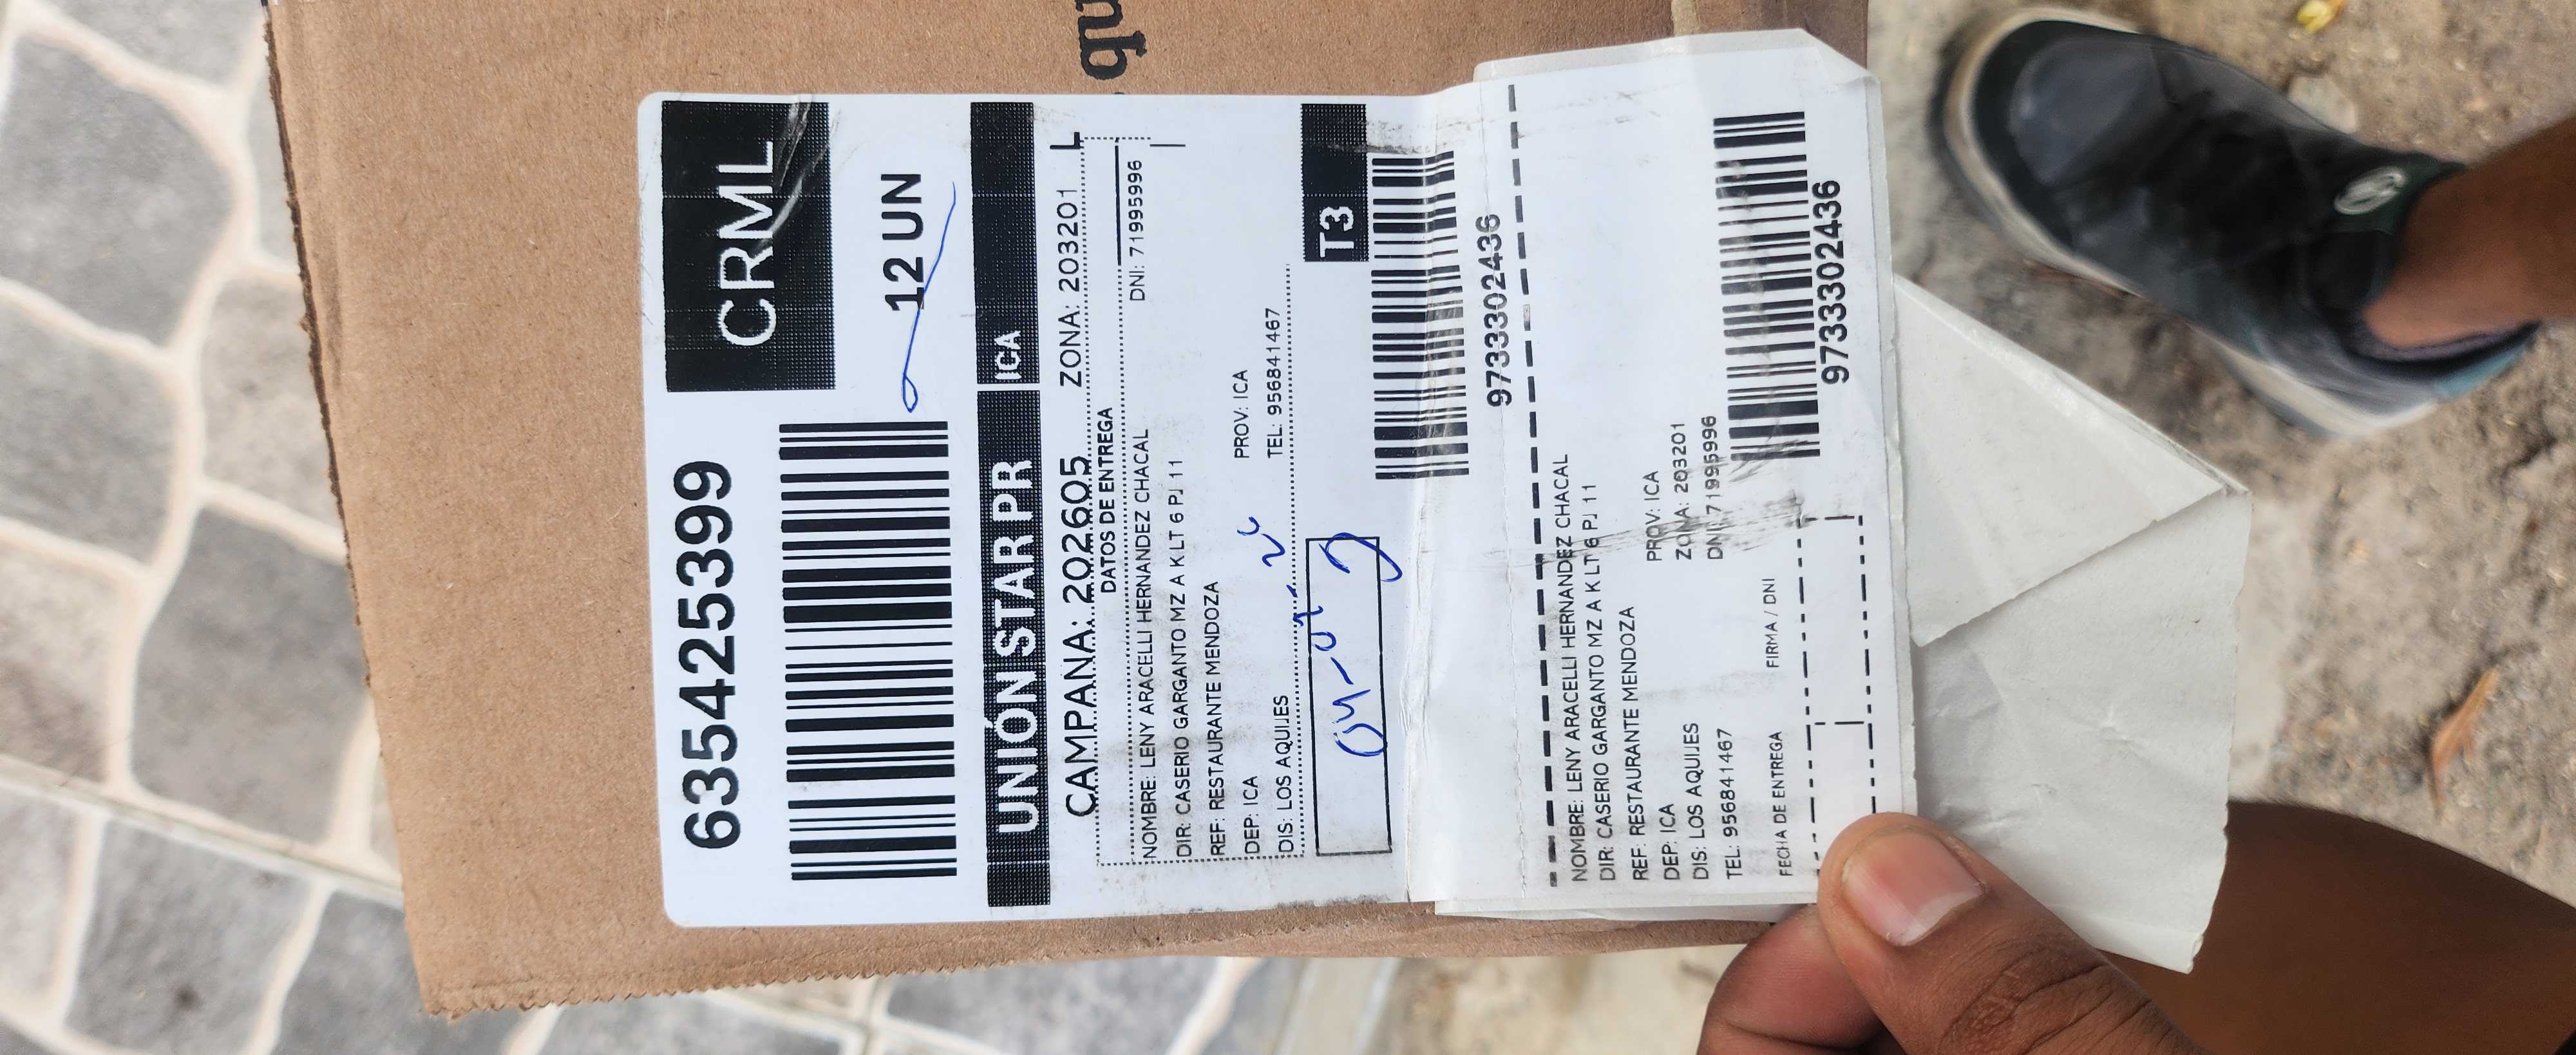 qu
6354253​99
CRML
12 UN
UNIÓN STAR PR ICA
CAMPAÑA: 202605 ZONA: 203201 L
DATOS DE ENTREGA
DNI: 71995996
NOMBRE: LENY ARACELLI HERNANDEZ CHACAL
DIR: CASERIO GARGANTO MZ A K LT 6 PJ 11
REF: RESTAURANTE MENDOZA
DEP: ICA PROV: ICA
DIS: LOS AQUIJES TEL: 956841467
T3
9733302436
NOMBRE: LENY ARACELLI HERNANDEZ CHACAL
DIR: CASERIO GARGANTO MZ A K LT 6 PJ 11
REF: RESTAURANTE MENDOZA
DEP: ICA PROV: ICA
DIS: LOS AQUIJES ZONA: 203201
TEL: 956841467 DNI: 71995996
FECHA DE ENTREGA FIRMA / DNI
9733302436